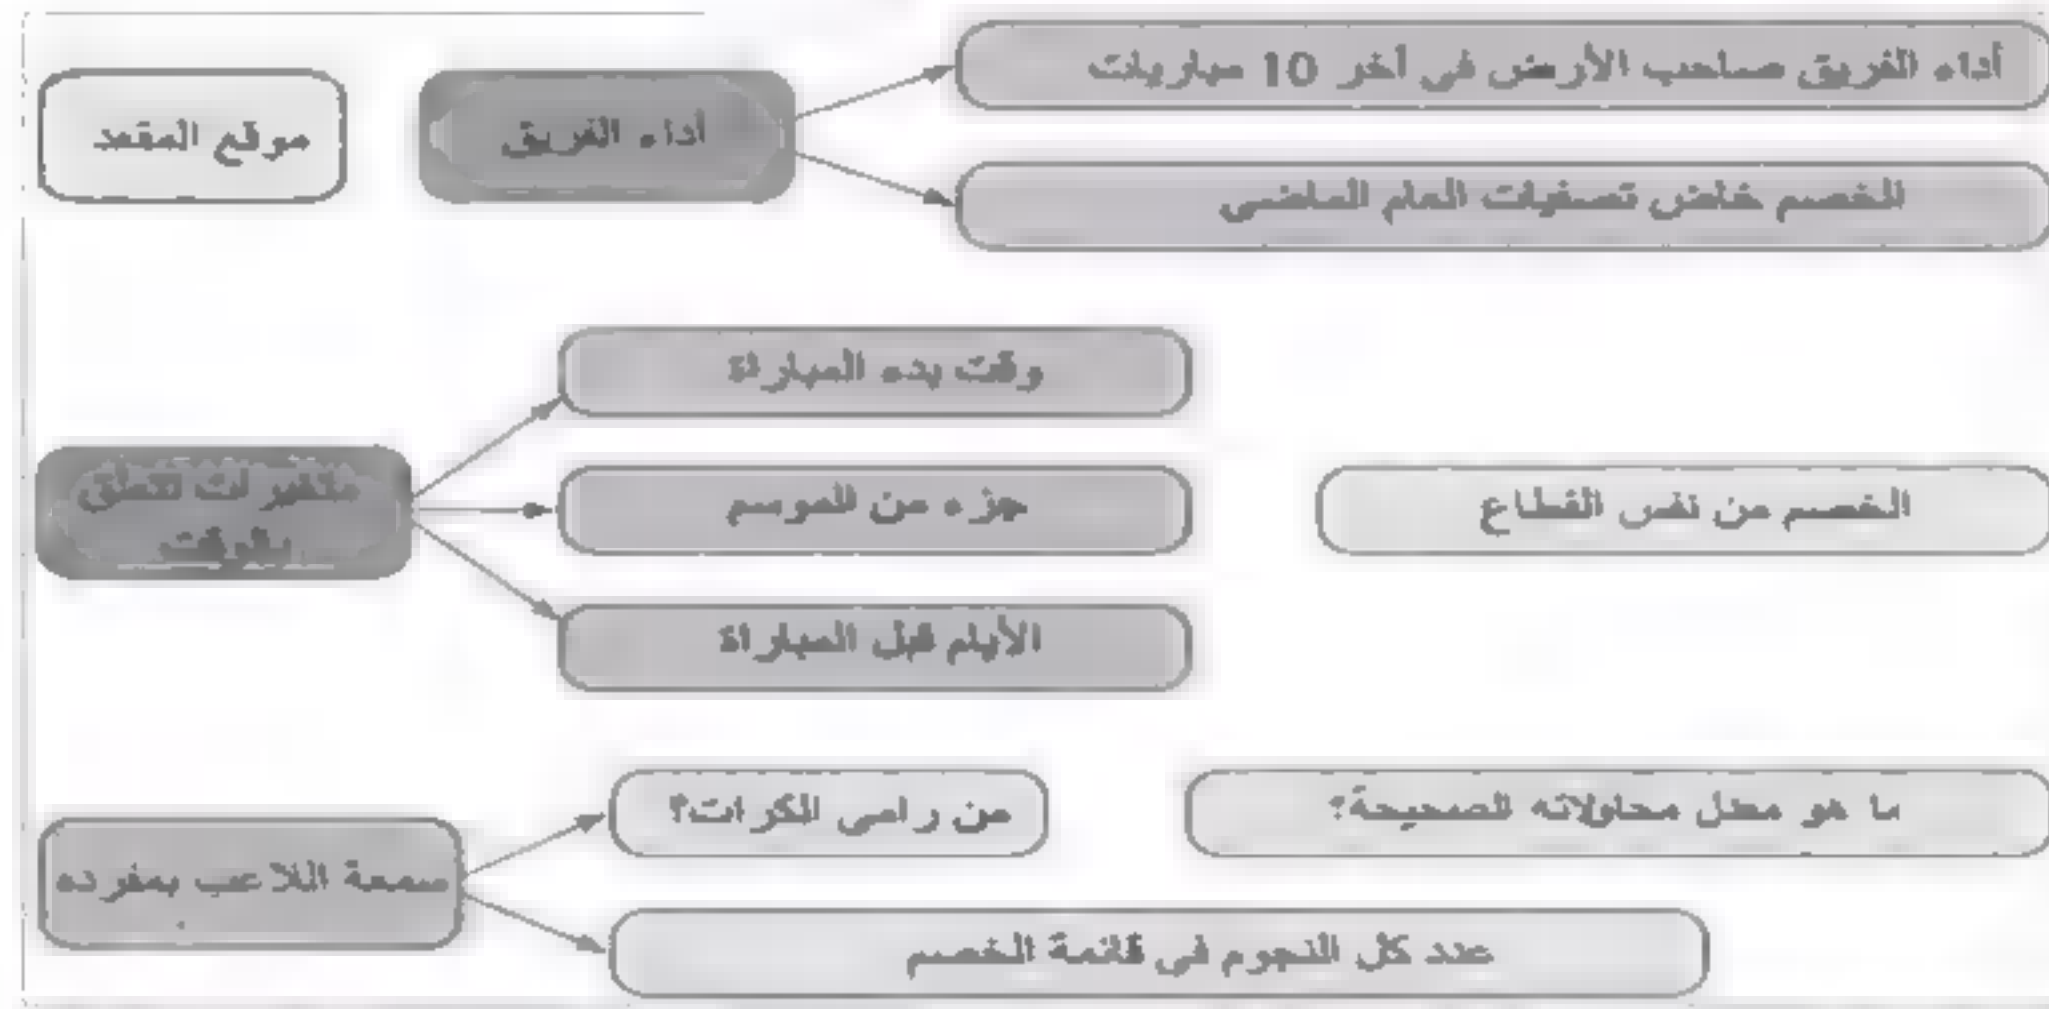 موقع المقعد
أداء الفريق
أداء الفريق صاحب الأرض في آخر 10 مباريات
الخصم خاض تصفيات العام الماضي
متغيرات تتعلق
بالوقت
وقت بدء المباراة
جزء من الموسم
الأيام قبل المباراة
الخصم من نفس القطاع
سمعة اللاعب بمفرده
من رامي الكرات؟
ما هو معدل محاولاته الصحيحة؟
عدد كل النجوم في قائمة الخصم